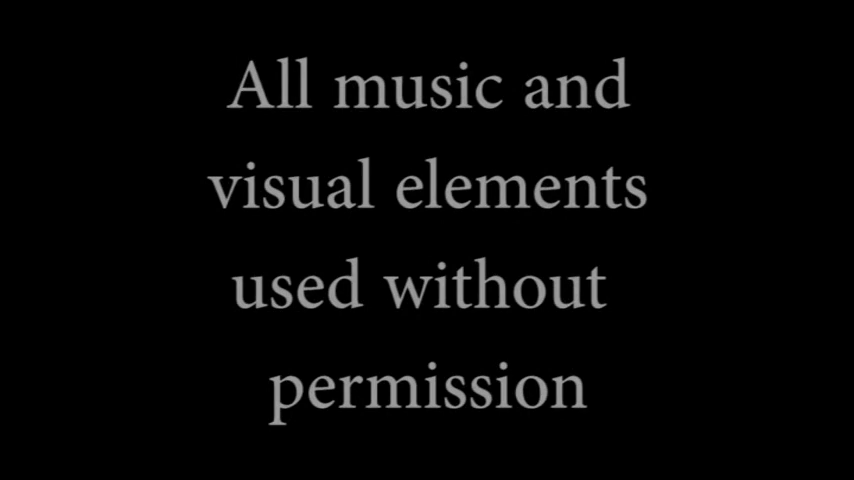 All music and
visual elements
used without
permission